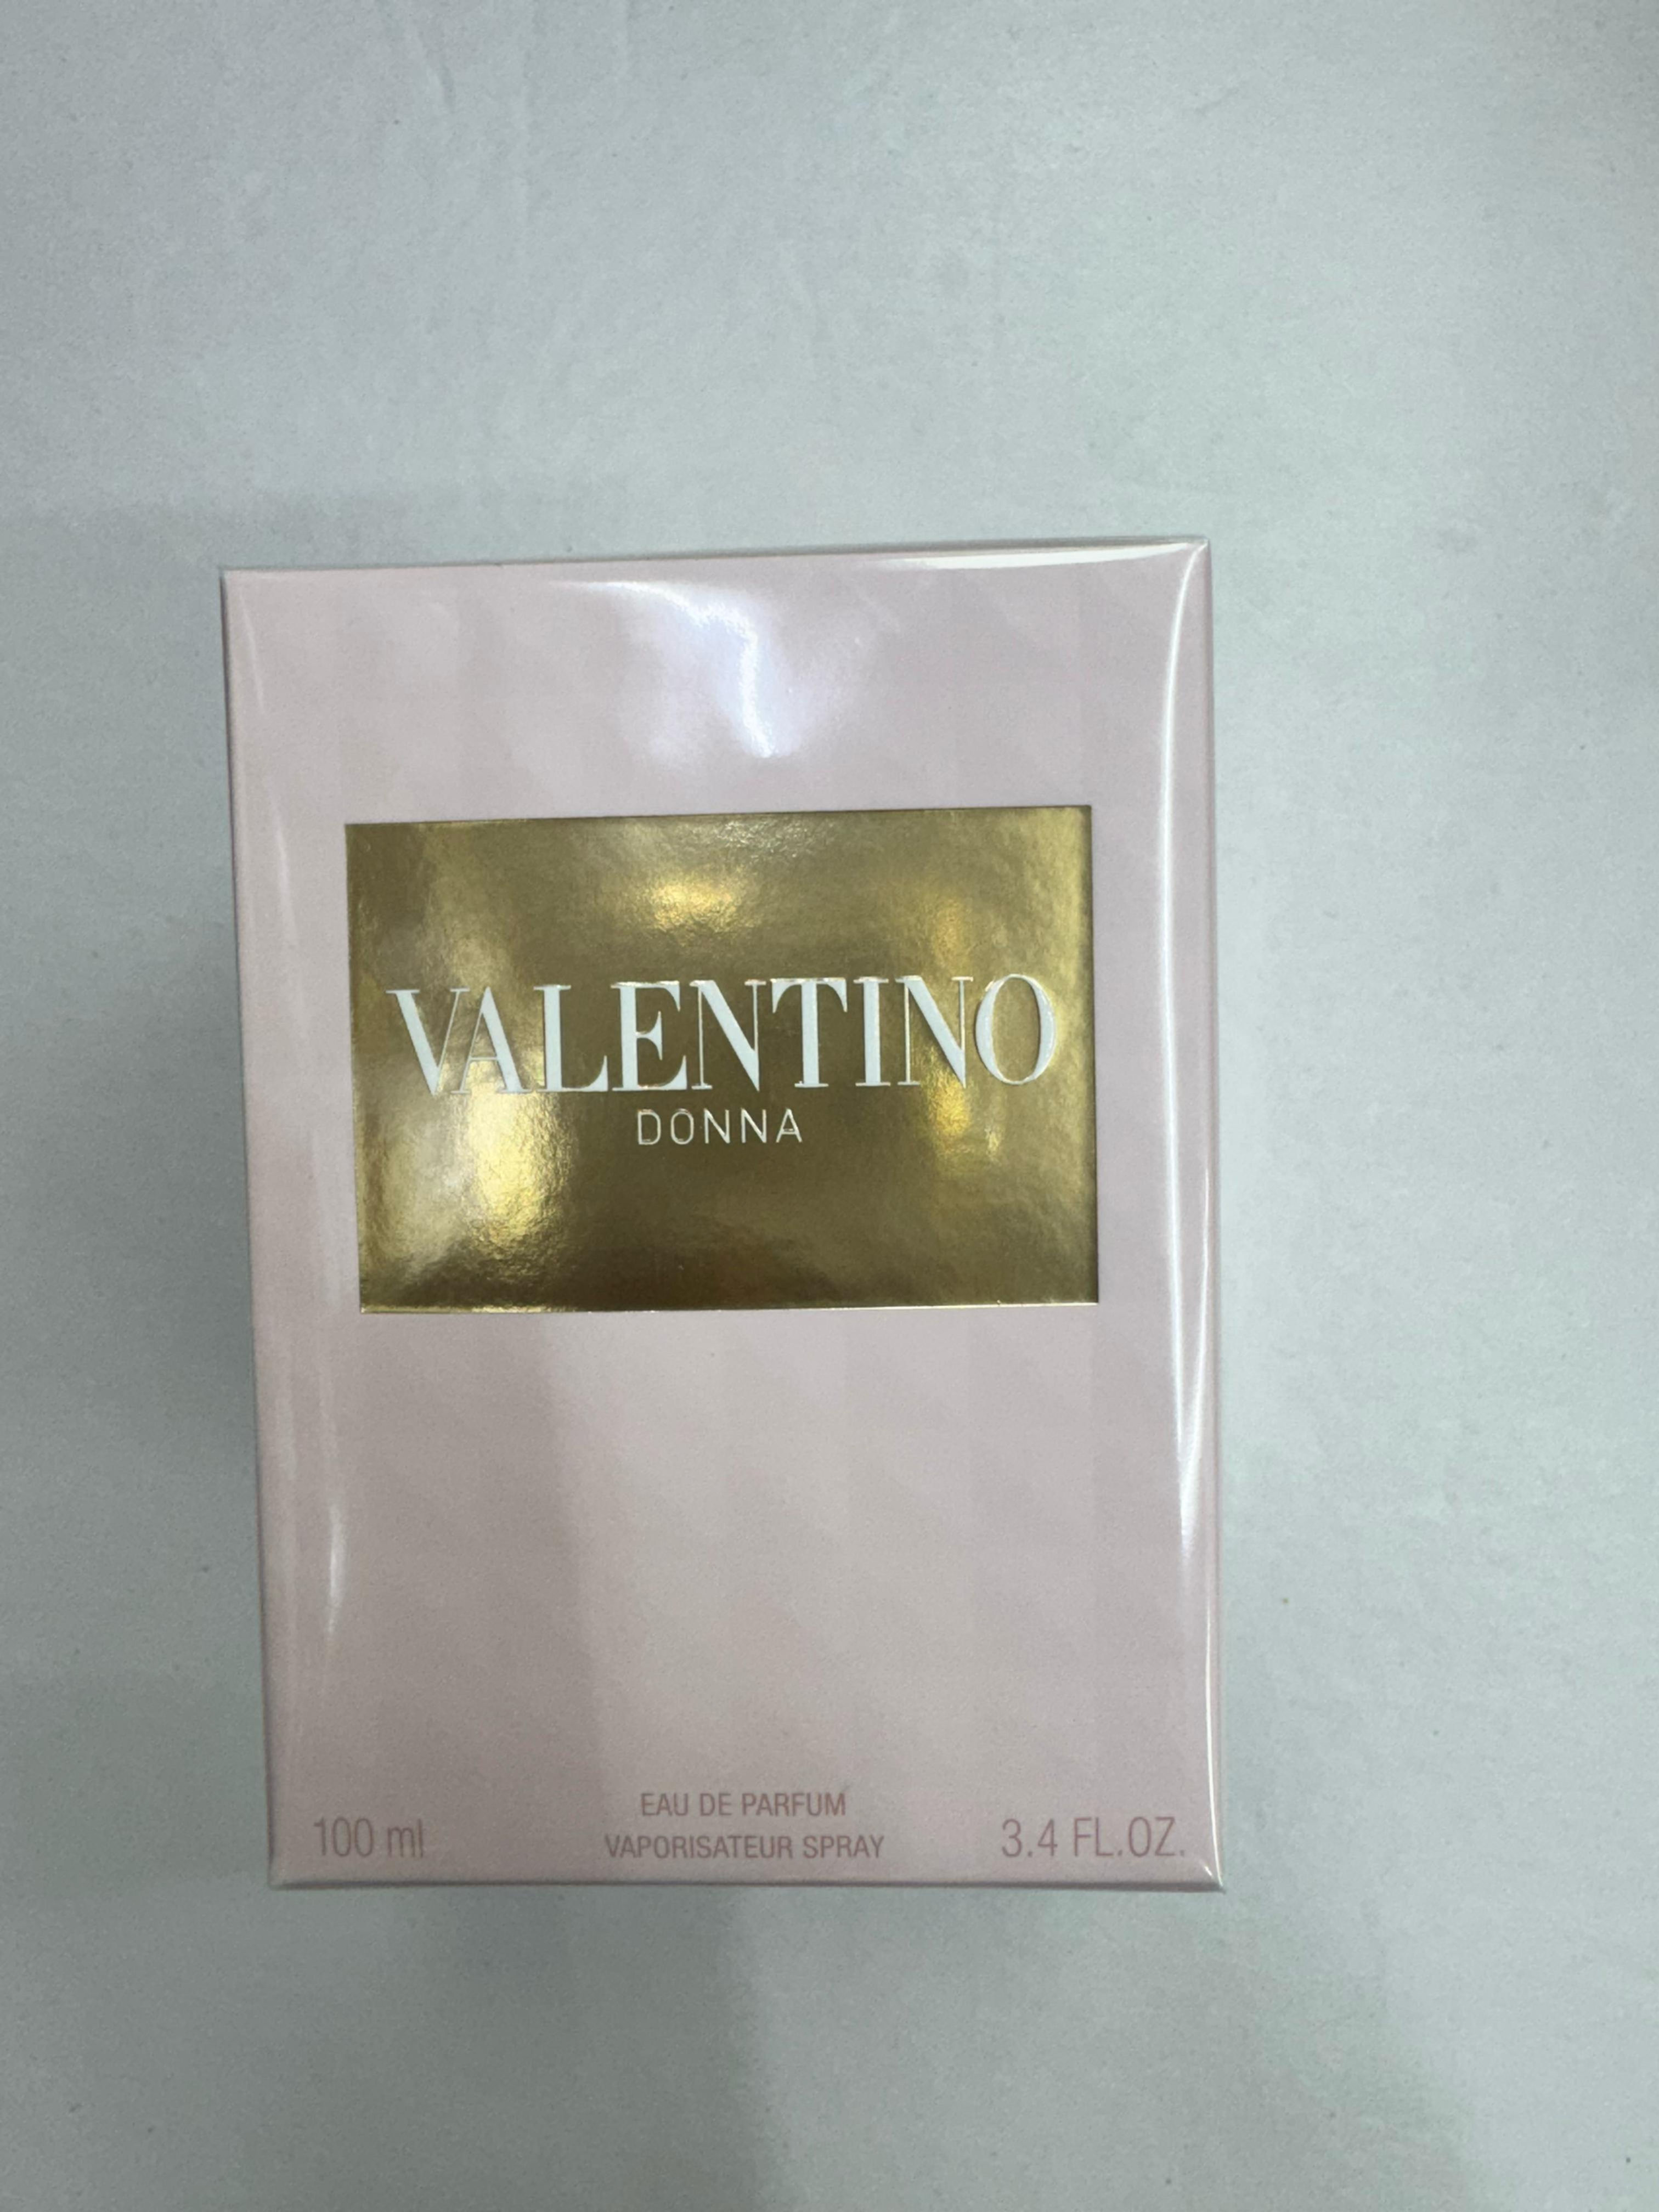 VALENTINO
DONNA
EAU DE PARFUM
100 ml VAPORISATEUR SPRAY 3.4 FL.OZ.